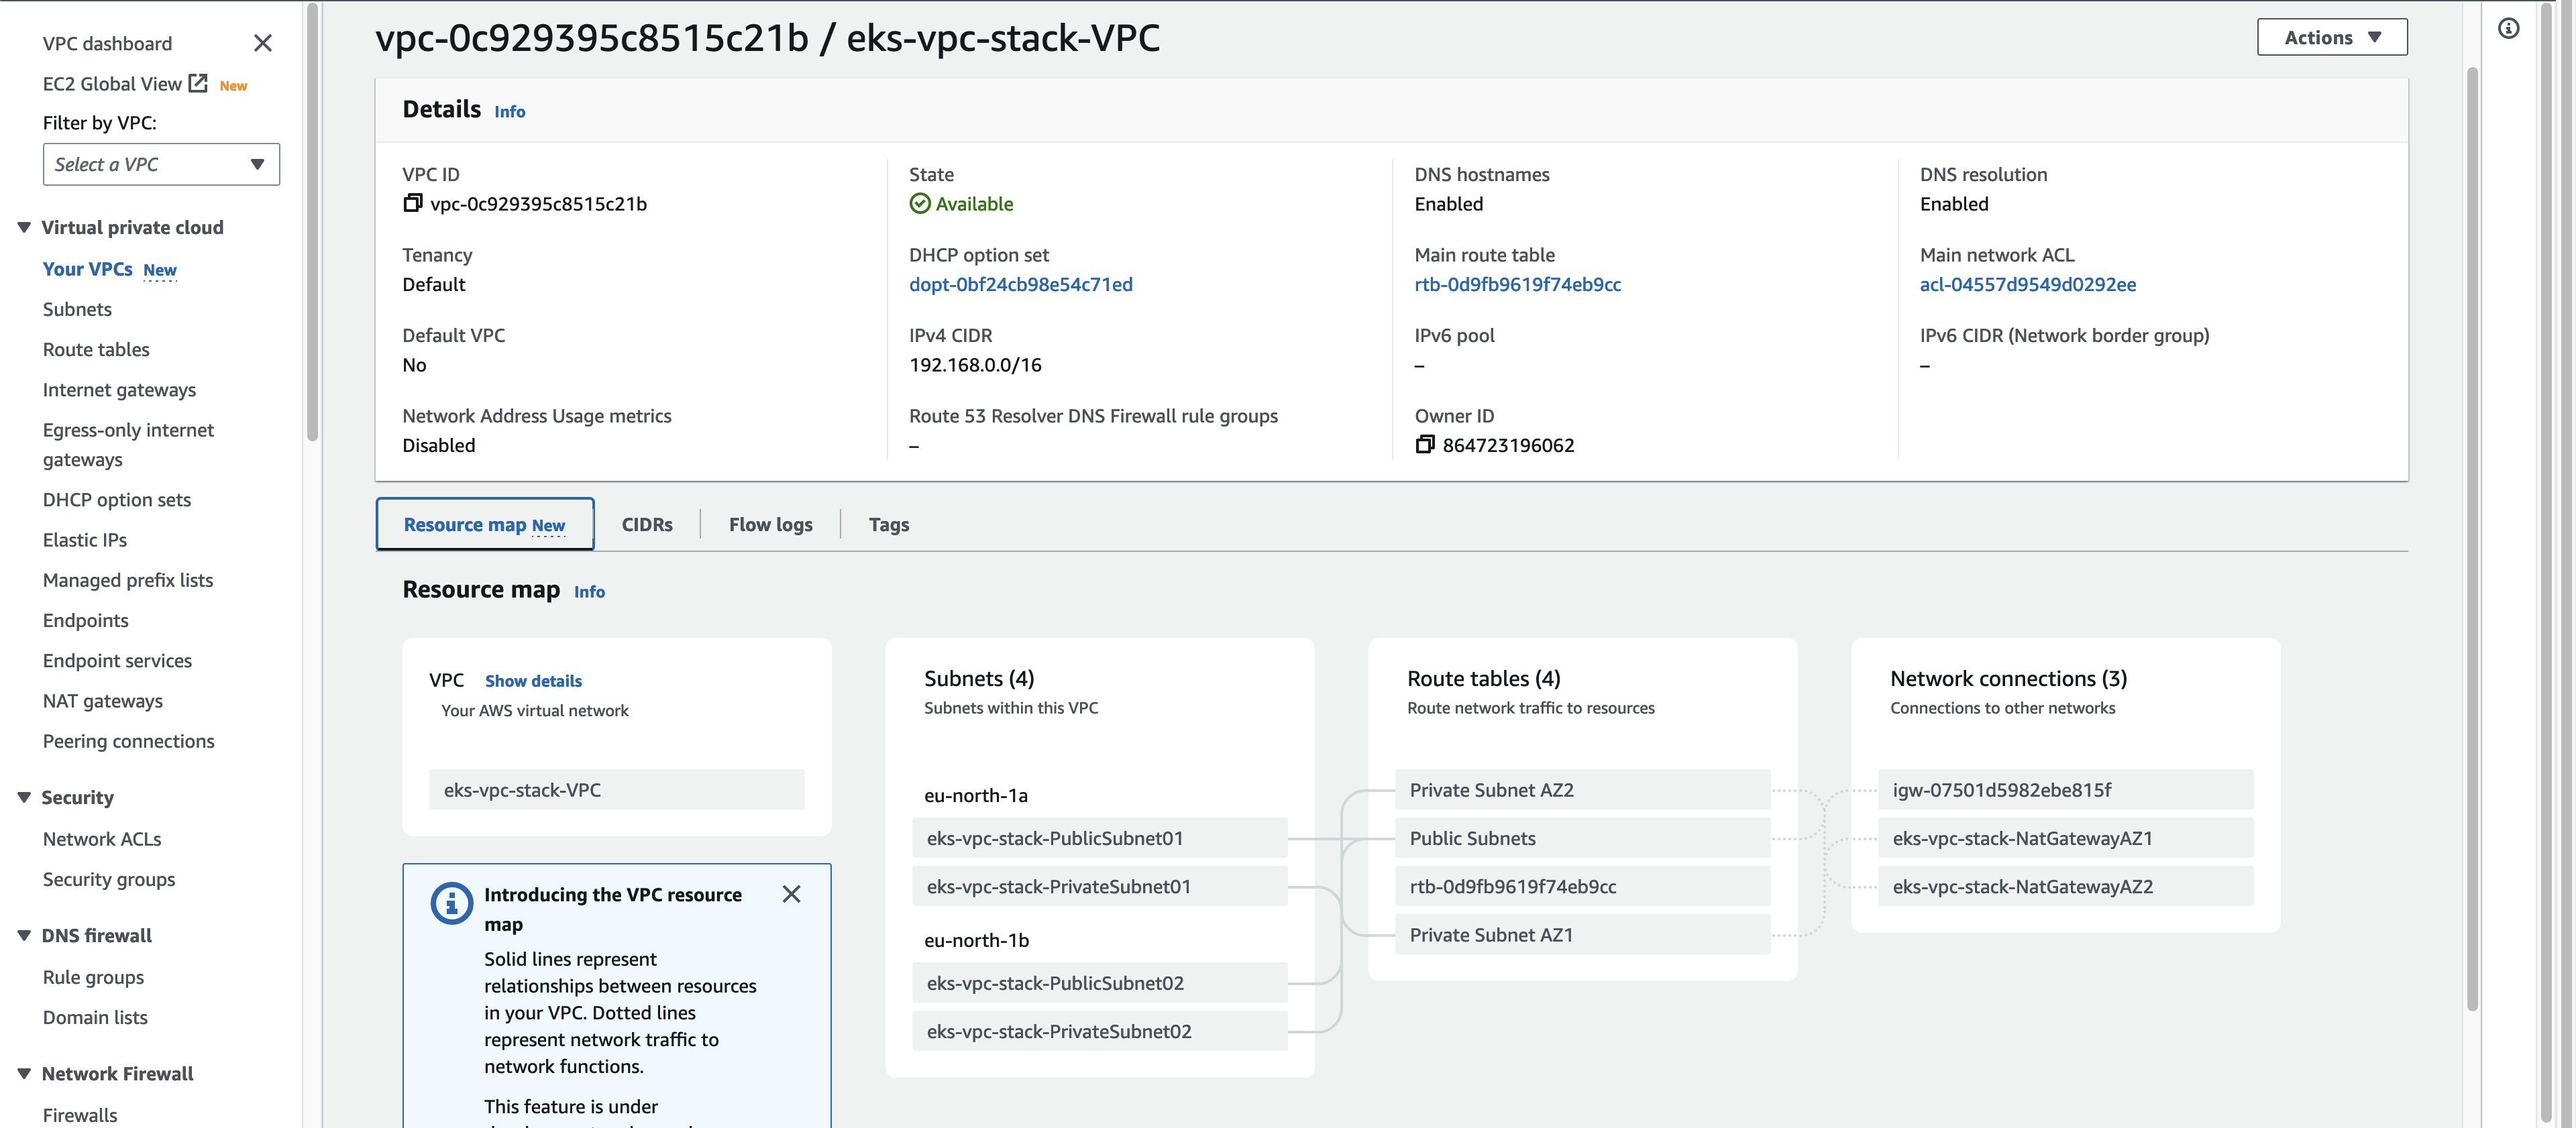 VPC dashboard
EC2 Global View New
Filter by VPC:
Select a VPC
Virtual private cloud
Your VPCs New
Subnets
Route tables
Internet gateways
Egress-only internet
gateways
DHCP option sets
Elastic IPs
Managed prefix lists
Endpoints
Endpoint services
NAT gateways
Peering connections
Security
Network ACLs
Security groups
DNS firewall
Rule groups
Domain lists
Network Firewall
Firewalls
vpc-0c929395c8515c21b / eks-vpc-stack-VPC
Actions
Details Info
VPC ID
vpc-0c929395c8515c21b
State
Available
DNS hostnames
Enabled
DNS resolution
Enabled
Tenancy
Default
DHCP option set
dopt-0bf24cb98e54c71ed
Main route table
rtb-0d9fb9619f74eb9cc
Main network ACL
acl-04557d9549d0292ee
Default VPC
No
IPv4 CIDR
192.168.0.0/16
IPv6 pool
–
IPv6 CIDR (Network border group)
–
Network Address Usage metrics
Disabled
Route 53 Resolver DNS Firewall rule groups
–
Owner ID
864723196062
Resource map New
CIDRs
Flow logs
Tags
Resource map Info
VPC Show details
Your AWS virtual network
eks-vpc-stack-VPC
Introducing the VPC resource
map
Solid lines represent
relationships between resources
in your VPC. Dotted lines
represent network traffic to
network functions.
This feature is under
Subnets (4)
Subnets within this VPC
eu-north-1a
eks-vpc-stack-PublicSubnet01
eks-vpc-stack-PrivateSubnet01
eu-north-1b
eks-vpc-stack-PublicSubnet02
eks-vpc-stack-PrivateSubnet02
Route tables (4)
Route network traffic to resources
Private Subnet AZ2
Public Subnets
rtb-0d9fb9619f74eb9cc
Private Subnet AZ1
Network connections (3)
Connections to other networks
igw-07501d5982ebe815f
eks-vpc-stack-NatGatewayAZ1
eks-vpc-stack-NatGatewayAZ2